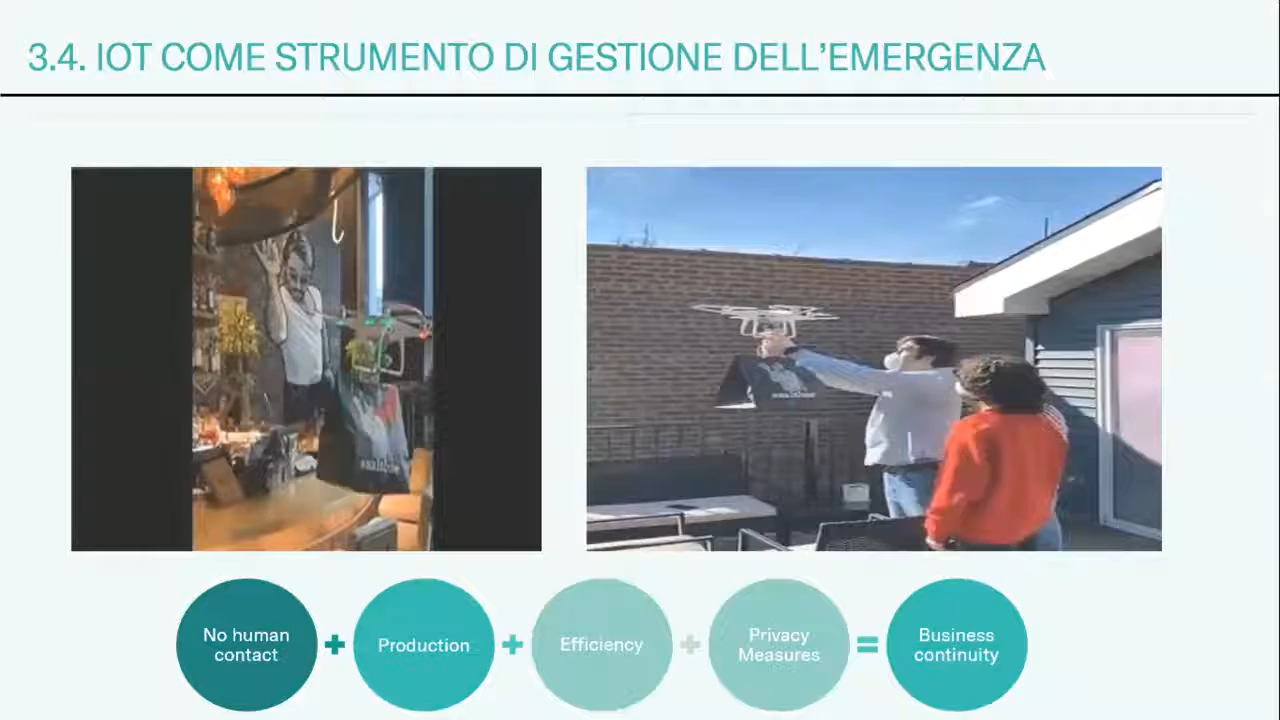 3.4. IOT COME STRUMENTO DI GESTIONE DELL’EMERGENZA
No human
contact
+
Production
+
Efficiency
+
Privacy
Measures
=
Business
continuity